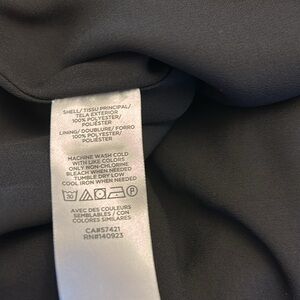 SHELL/TISSU PRINCIPAL/
TELA EXTERIOR
100% POLYESTER/
POLIÉSTER
LINING/DOUBLURE/FORRO
100% POLYESTER/
POLIÉSTER
MACHINE WASH COLD
WITH LIKE COLORS
ONLY NON-CHLORINE
BLEACH WHEN NEEDED
TUMBLE DRY LOW
COOL IRON WHEN NEEDED
AVEC DES COULEURS
SEMBLABLES / CON
COLORES SIMILARES
CA#57421
RN#140923